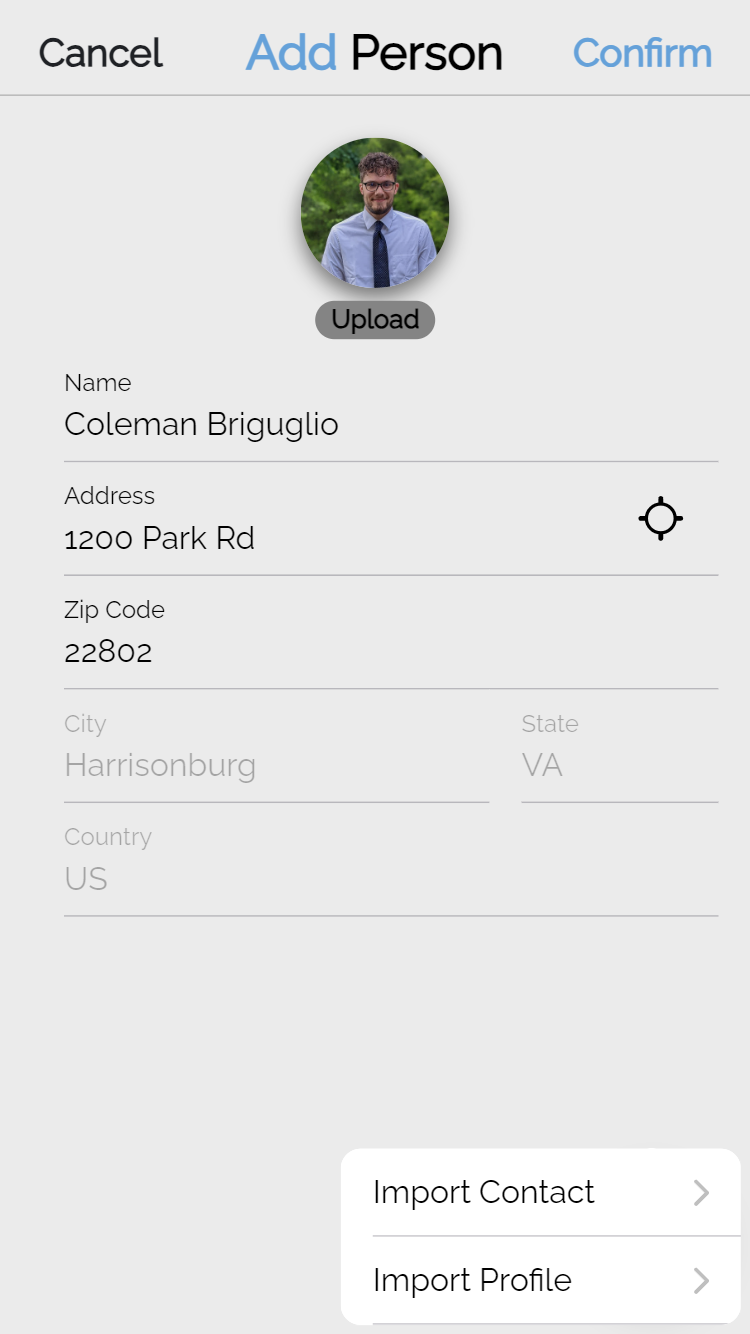 Cancel Add Person Confirm
Upload
Name
Coleman Briguglio
Address
1200 Park Rd
Zip Code
22802
City State
Harrisonburg VA
Country
US
Import Contact
Import Profile